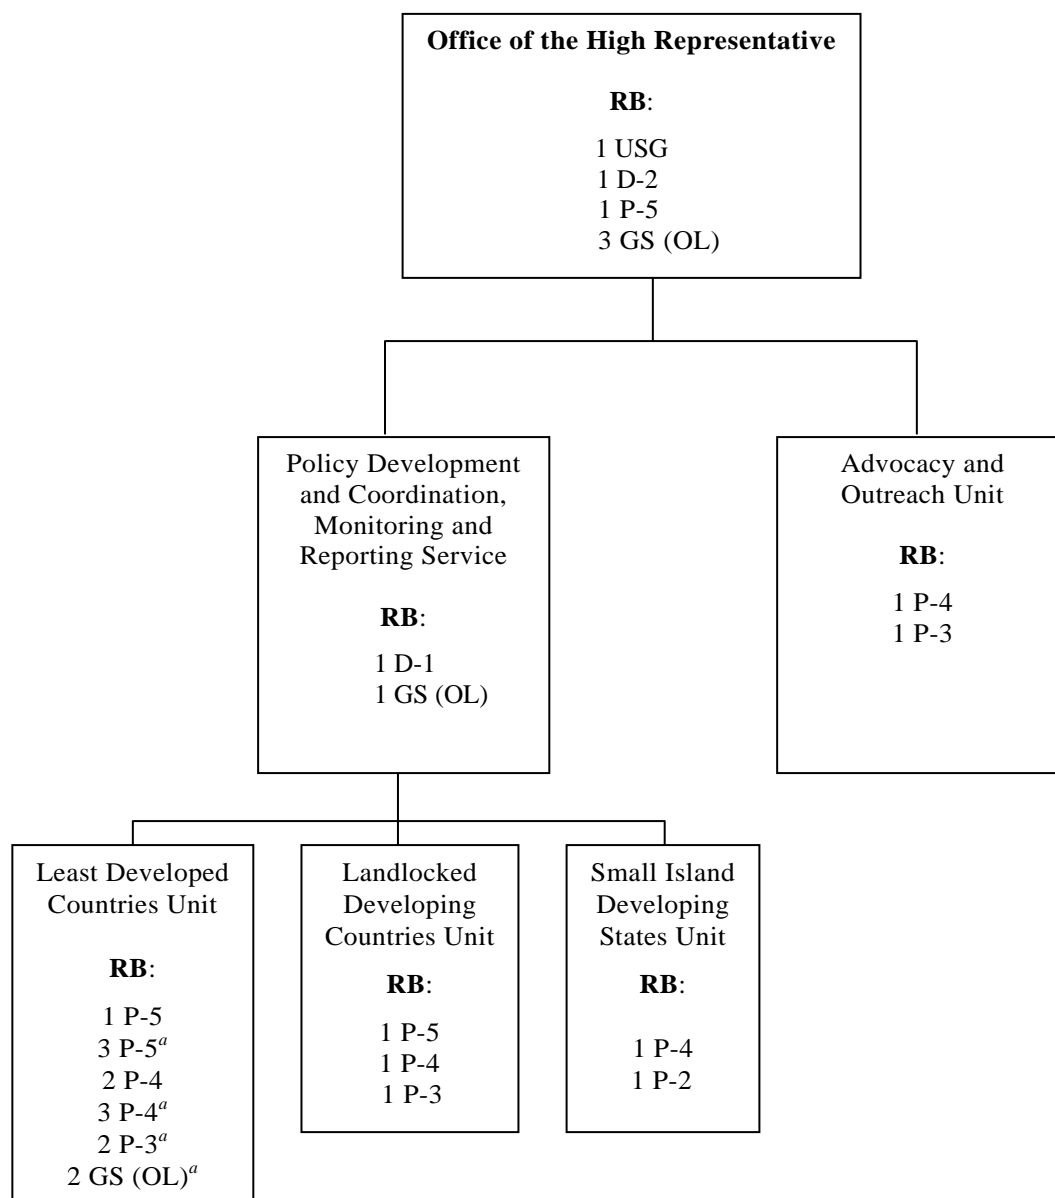 Office of the High Representative
RB:
1 USG
1 D-2
1 P-5
3 GS (OL)
Policy Development
and Coordination,
Monitoring and
Reporting Service
RB:
1 D-1
1 GS (OL)
Advocacy and
Outreach Unit
RB:
1 P-4
1 P-3
Least Developed
Countries Unit
RB:
1 P-5
3 P-5a
2 P-4
3 P-4a
2 P-3a
2 GS (OL)a
Landlocked
Developing
Countries Unit
RB:
1 P-5
1 P-4
1 P-3
Small Island
Developing
States Unit
RB:
1 P-4
1 P-2